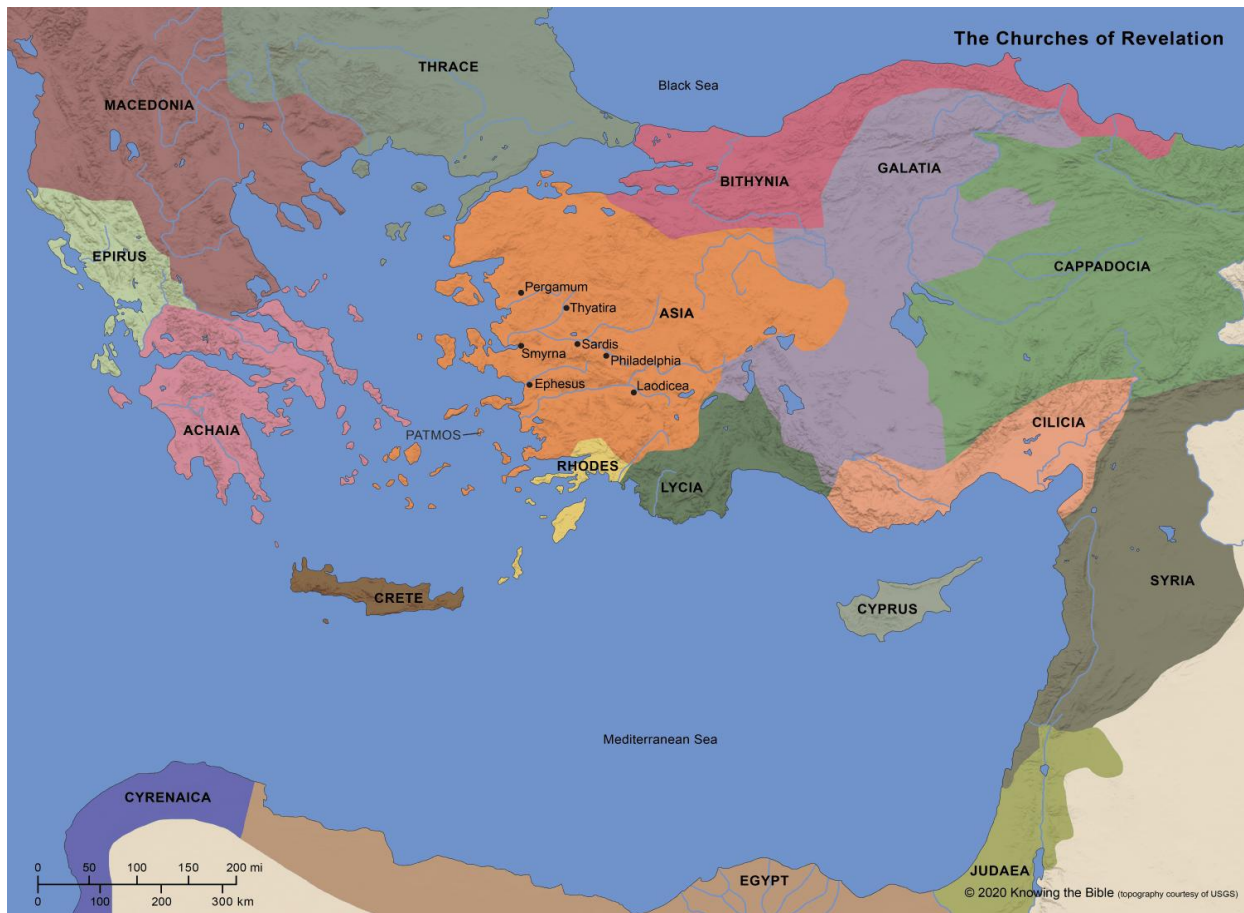 The Churches of Revelation
THRACE
Black Sea
MACEDONIA
BITHYNIA
GALATIA
EPIRUS
CAPPADOCIA
Pergamum
Thyatira
ASIA
Sardis
Smyrna
Philadelphia
Ephesus
Laodicea
ACHAIA
PATMOS
CILICIA
RHODES
LYCIA
SYRIA
CRETE
CYPRUS
Mediterranean Sea
CYRENAICA
0 50 100 150 200 mi
0 100 200 300 km
EGYPT
JUDAEA
© 2020 Knowing the Bible (topography courtesy of USGS)